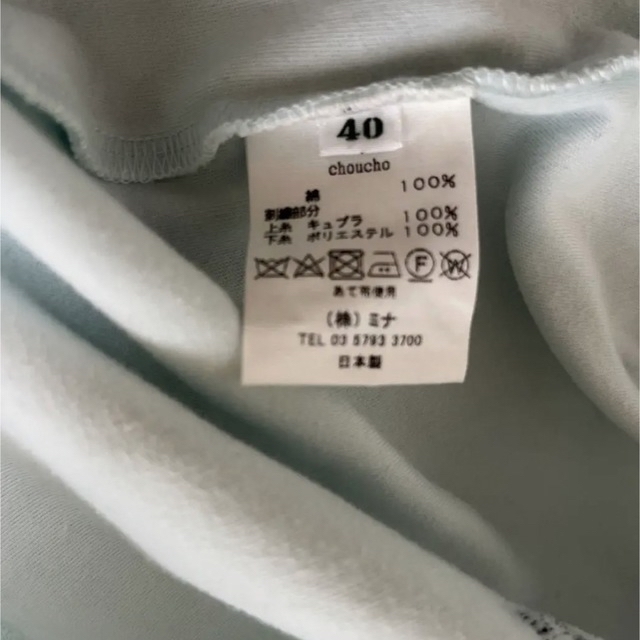 40
choucho
綿 100%
刺繍部分
上糸 キュプラ 100%
下糸 ポリエステル 100%
F W
あて布使用
(株)ミナ
TEL 03 5793 3700
日本製